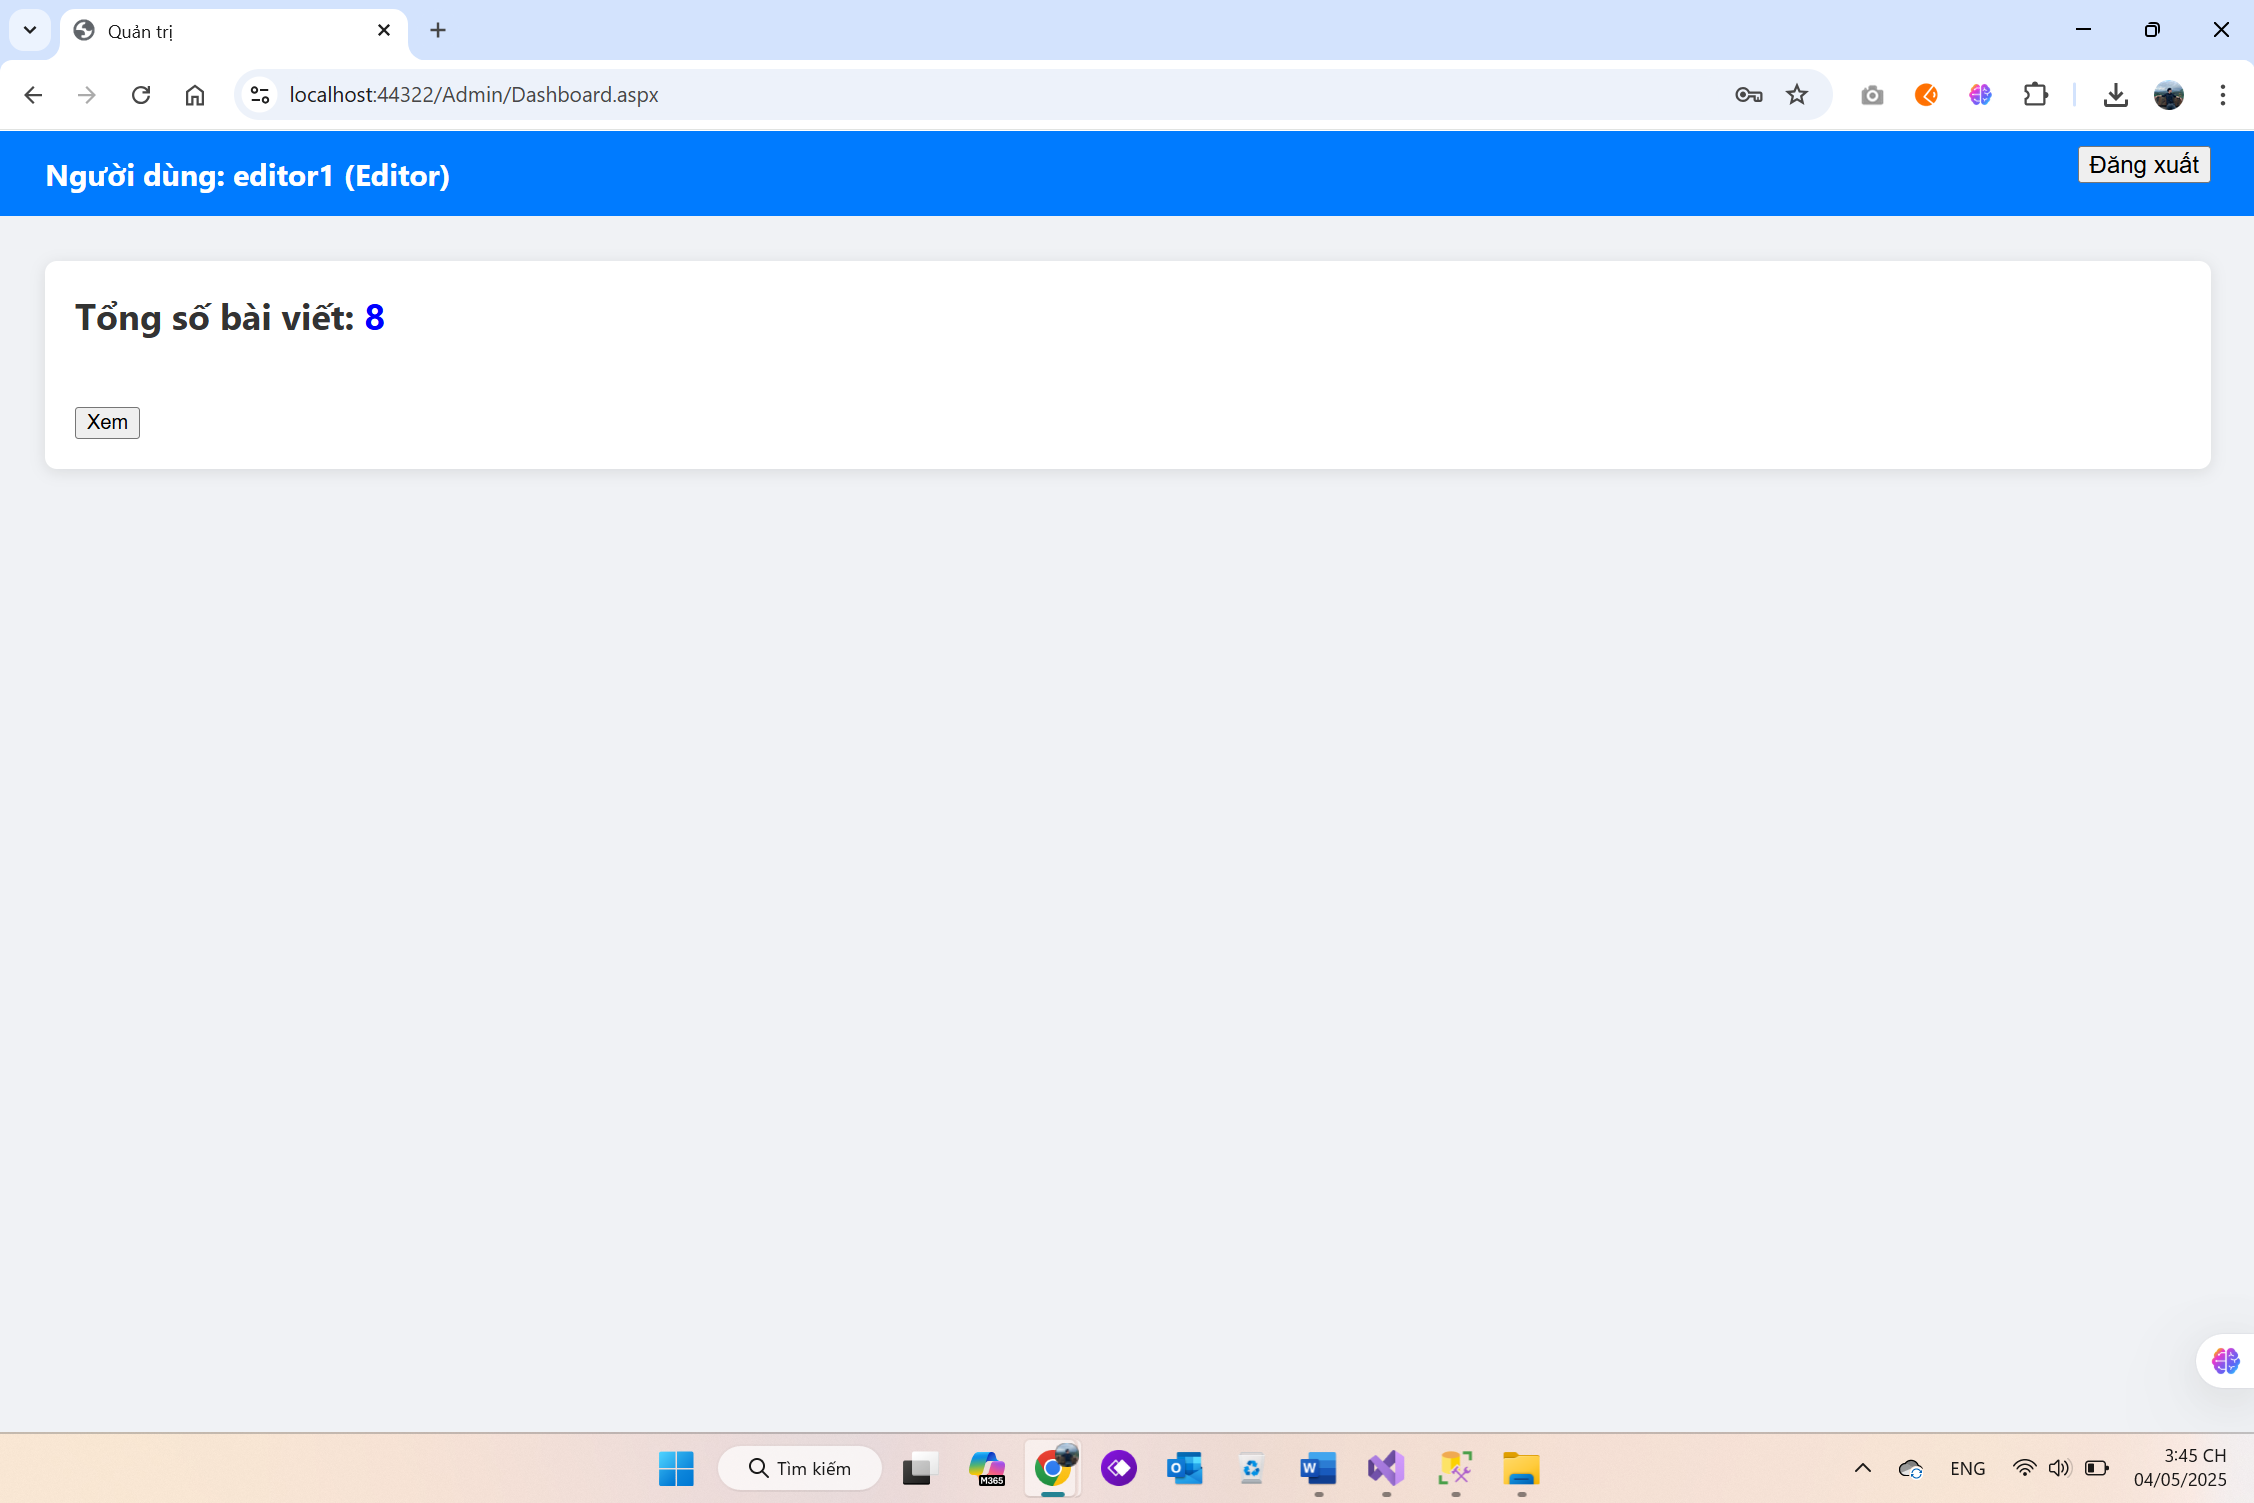 Quản trị
localhost:44322/Admin/Dashboard.aspx
Người dùng: editor1 (Editor)
Đăng xuất
Tổng số bài viết: 8
Xem
Tìm kiếm
M365
ENG
3:45 CH
04/05/2025